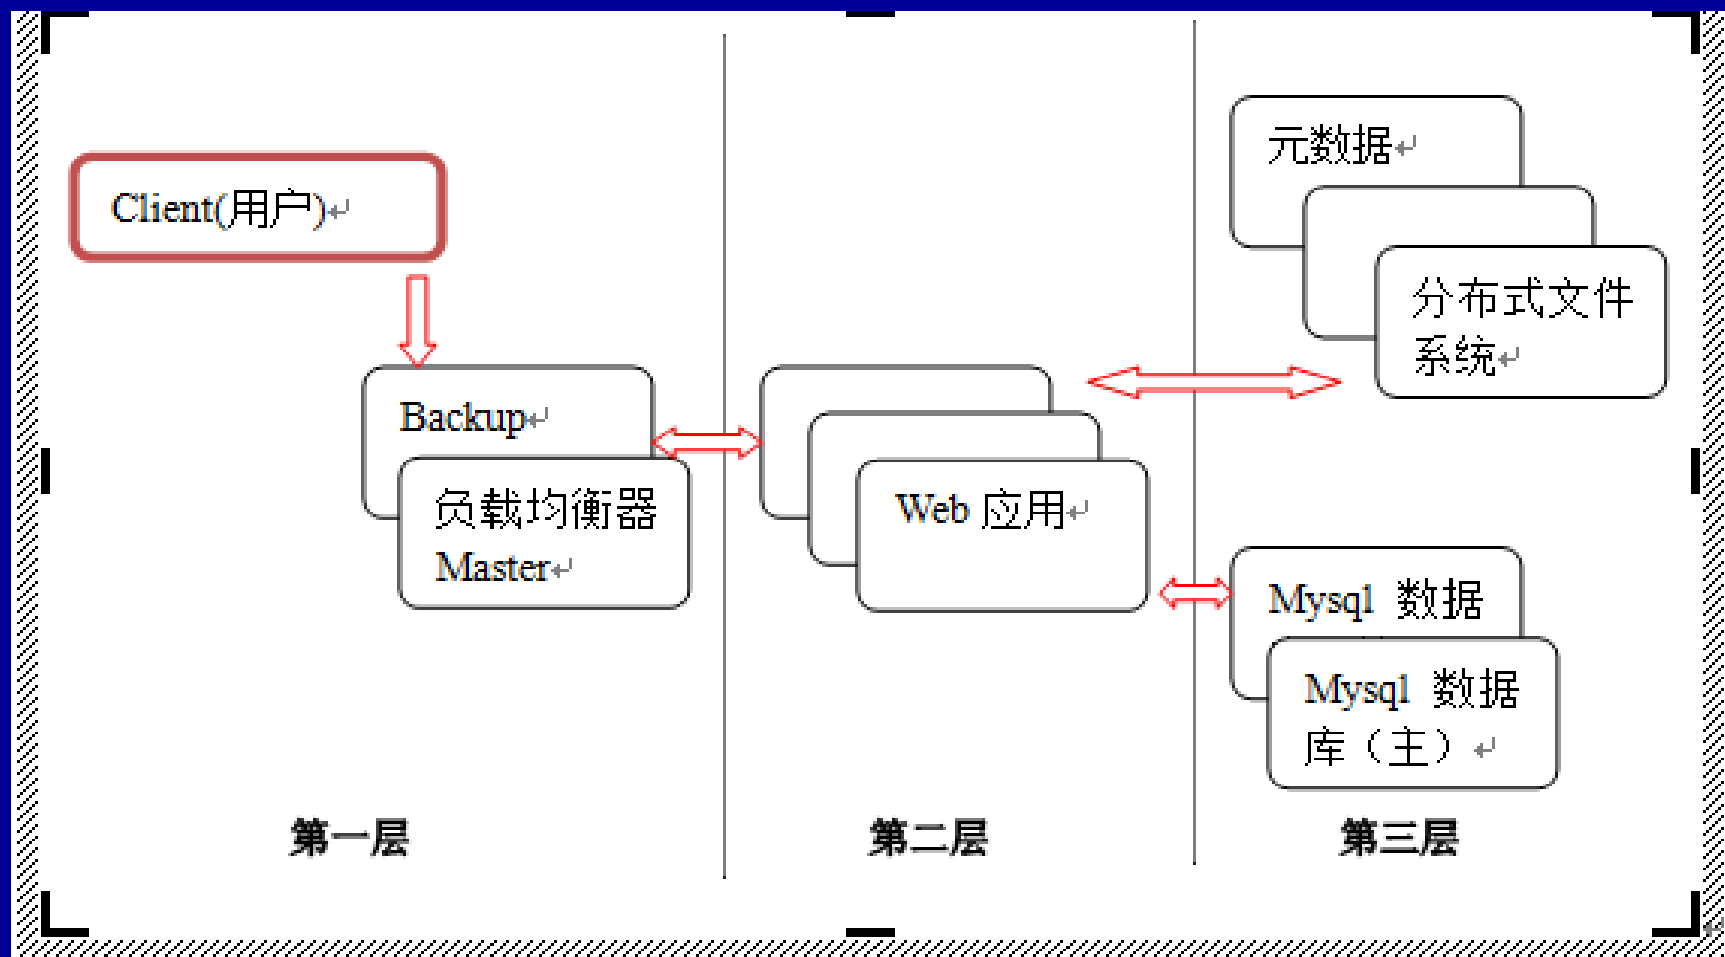 Client(用户)
Backup
负载均衡器
Master
Web 应用
元数据
分布式文件
系统
Mysql 数据
Mysql 数据
库（主）
第一层
第二层
第三层